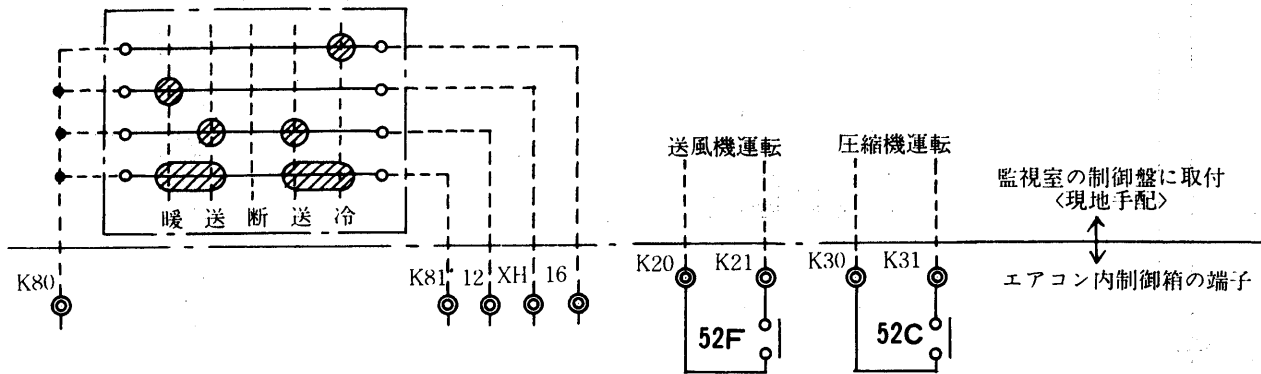 暖 送 断 送 冷
送風機運転
圧縮機運転
監視室の制御盤に取付
<現地手配>
エアコン内制御箱の端子
K80
K81 12 XH 16
K20 K21
K30 K31
52F
52C